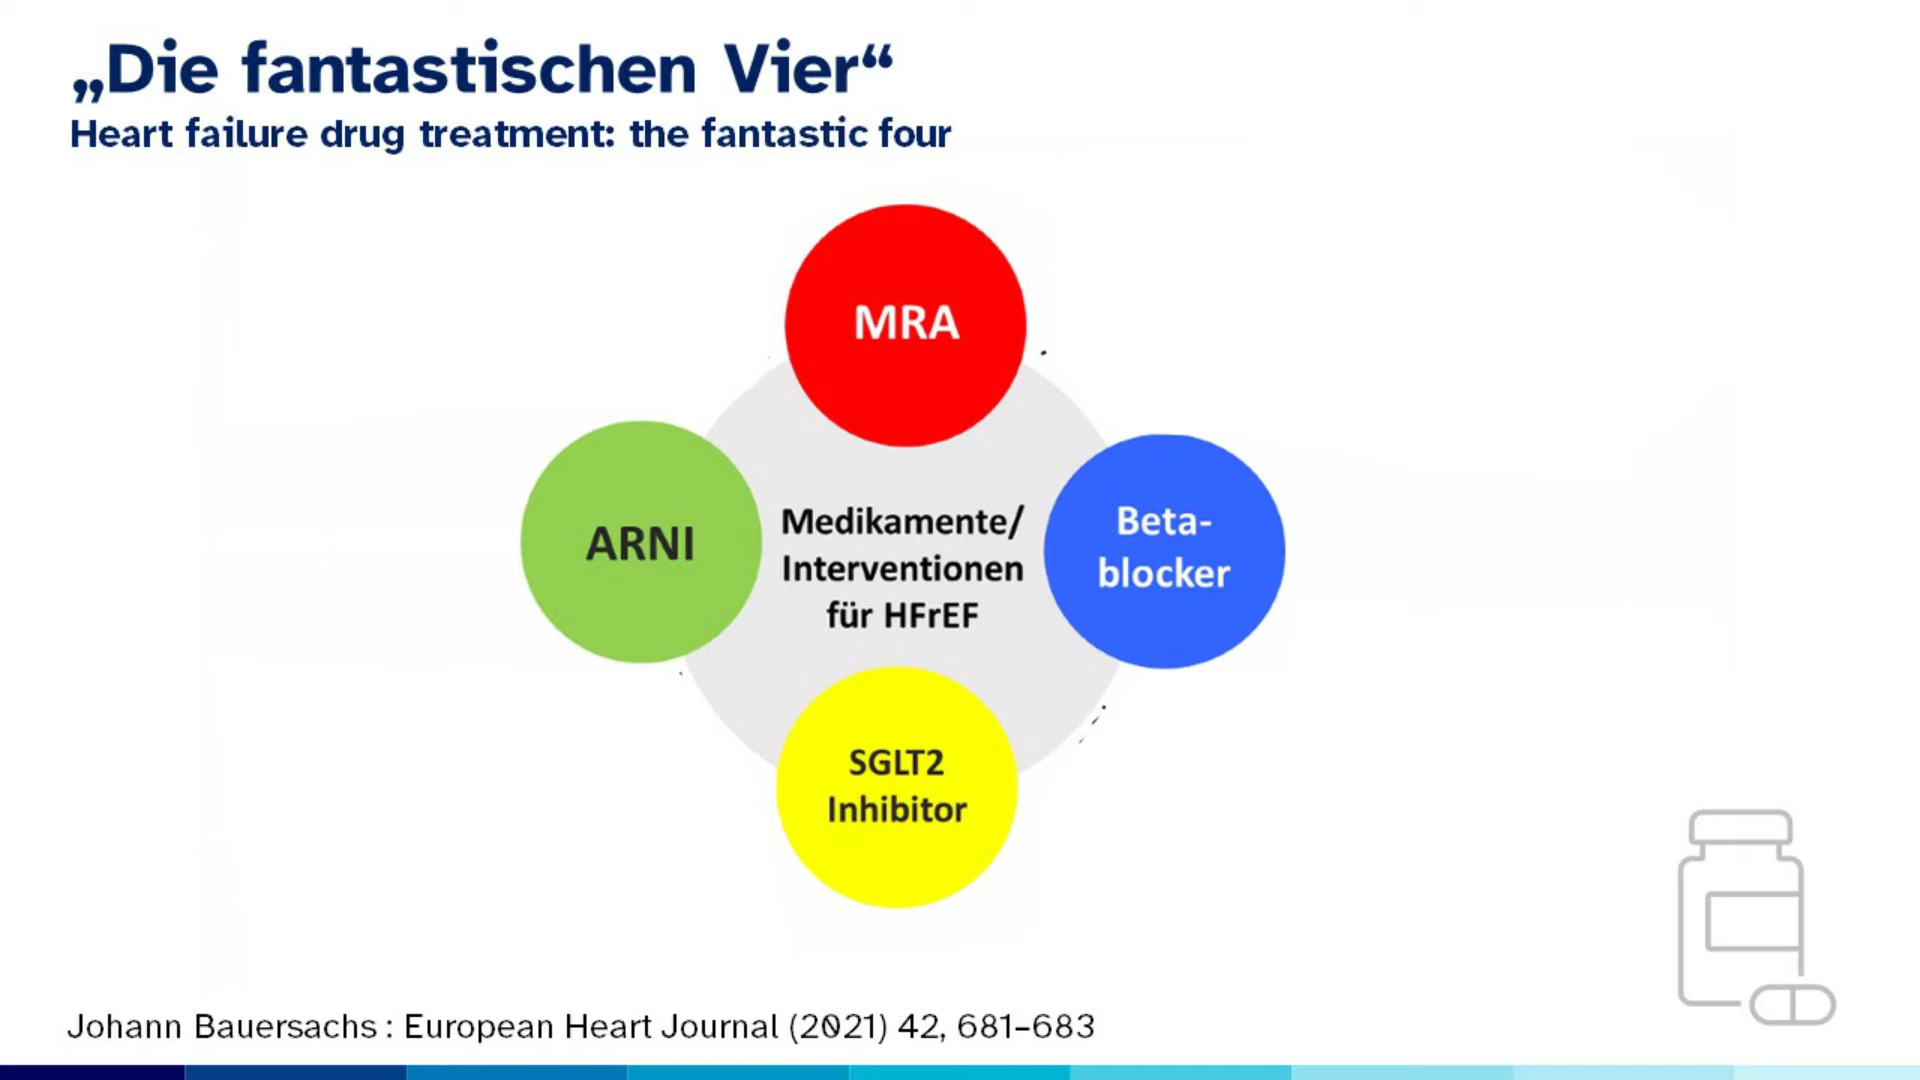 „Die fantastischen Vier“
Heart failure drug treatment: the fantastic four
MRA
ARNI
Medikamente/
Interventionen
für HFrEF
Beta-
blocker
SGLT2
Inhibitor
Johann Bauersachs : European Heart Journal (2021) 42, 681–683